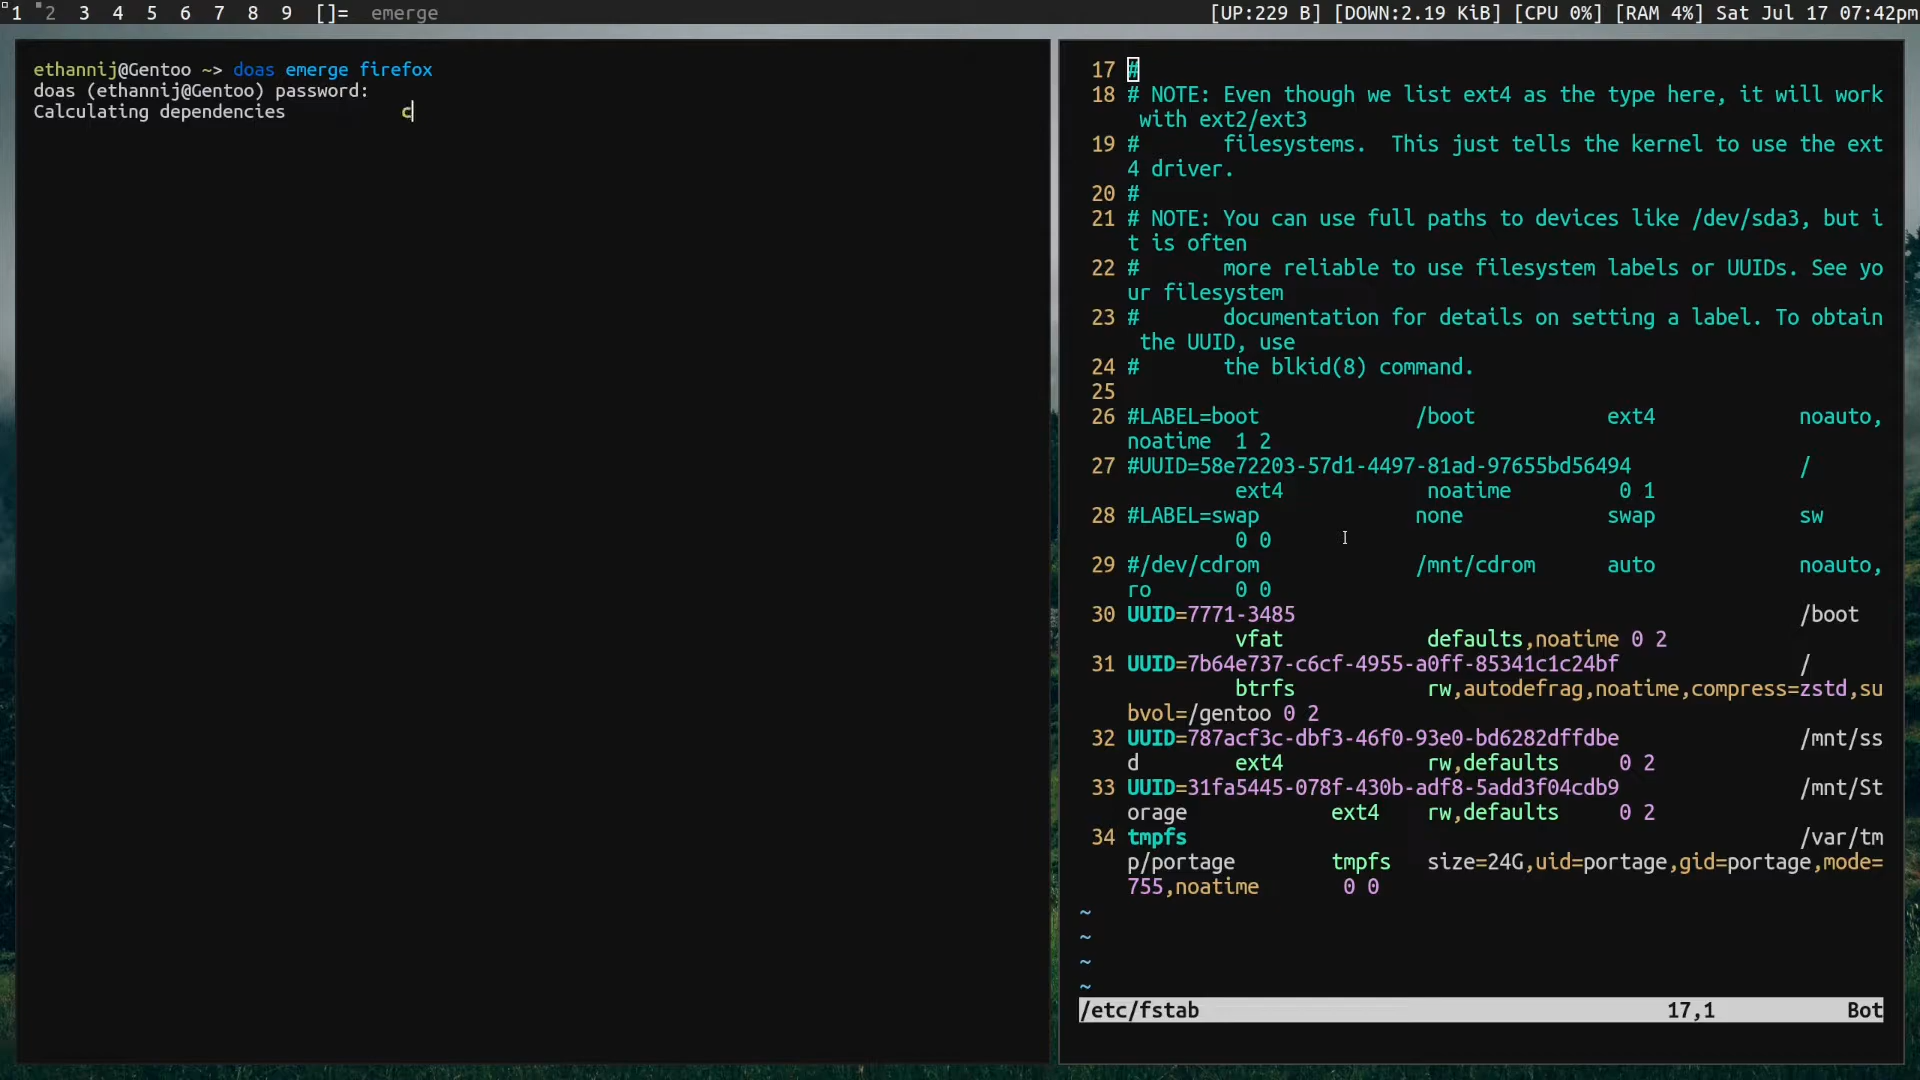 1 2 3 4 5 6 7 8 9 []= emerge [UP:229 B] [DOWN:2.19 KiB] [CPU 0%] [RAM 4%] Sat Jul 17 07:42pm
ethannij@Gentoo ~> doas emerge firefox
doas (ethannij@Gentoo) password:
Calculating dependencies c
17 #
18 # NOTE: Even though we list ext4 as the type here, it will work
with ext2/ext3
19 # filesystems. This just tells the kernel to use the ext
4 driver.
20 #
21 # NOTE: You can use full paths to devices like /dev/sda3, but i
t is often
22 # more reliable to use filesystem labels or UUIDs. See yo
ur filesystem
23 # documentation for details on setting a label. To obtain
the UUID, use
24 # the blkid(8) command.
25
26 #LABEL=boot /boot ext4 noauto,
noatime 1 2
27 #UUID=58e72203-57d1-4497-81ad-97655bd56494 /
ext4 noatime 0 1
28 #LABEL=swap none swap sw
0 0
29 #/dev/cdrom /mnt/cdrom auto noauto,
ro 0 0
30 UUID=7771-3485 /boot
vfat defaults,noatime 0 2
31 UUID=7b64e737-c6cf-4955-a0ff-85341c1c24bf /
btrfs rw,autodefrag,noatime,compress=zstd,su
bvol=/gentoo 0 2
32 UUID=787acf3c-dbf3-46f0-93e0-bd6282dffdbe /mnt/ss
d ext4 rw,defaults 0 2
33 UUID=31fa5445-078f-430b-adf8-5add3f04cdb9 /mnt/St
orage ext4 rw,defaults 0 2
34 tmpfs /var/tm
p/portage tmpfs size=24G,uid=portage,gid=portage,mode=
755,noatime 0 0
~
~
~
~
/etc/fstab 17,1 Bot